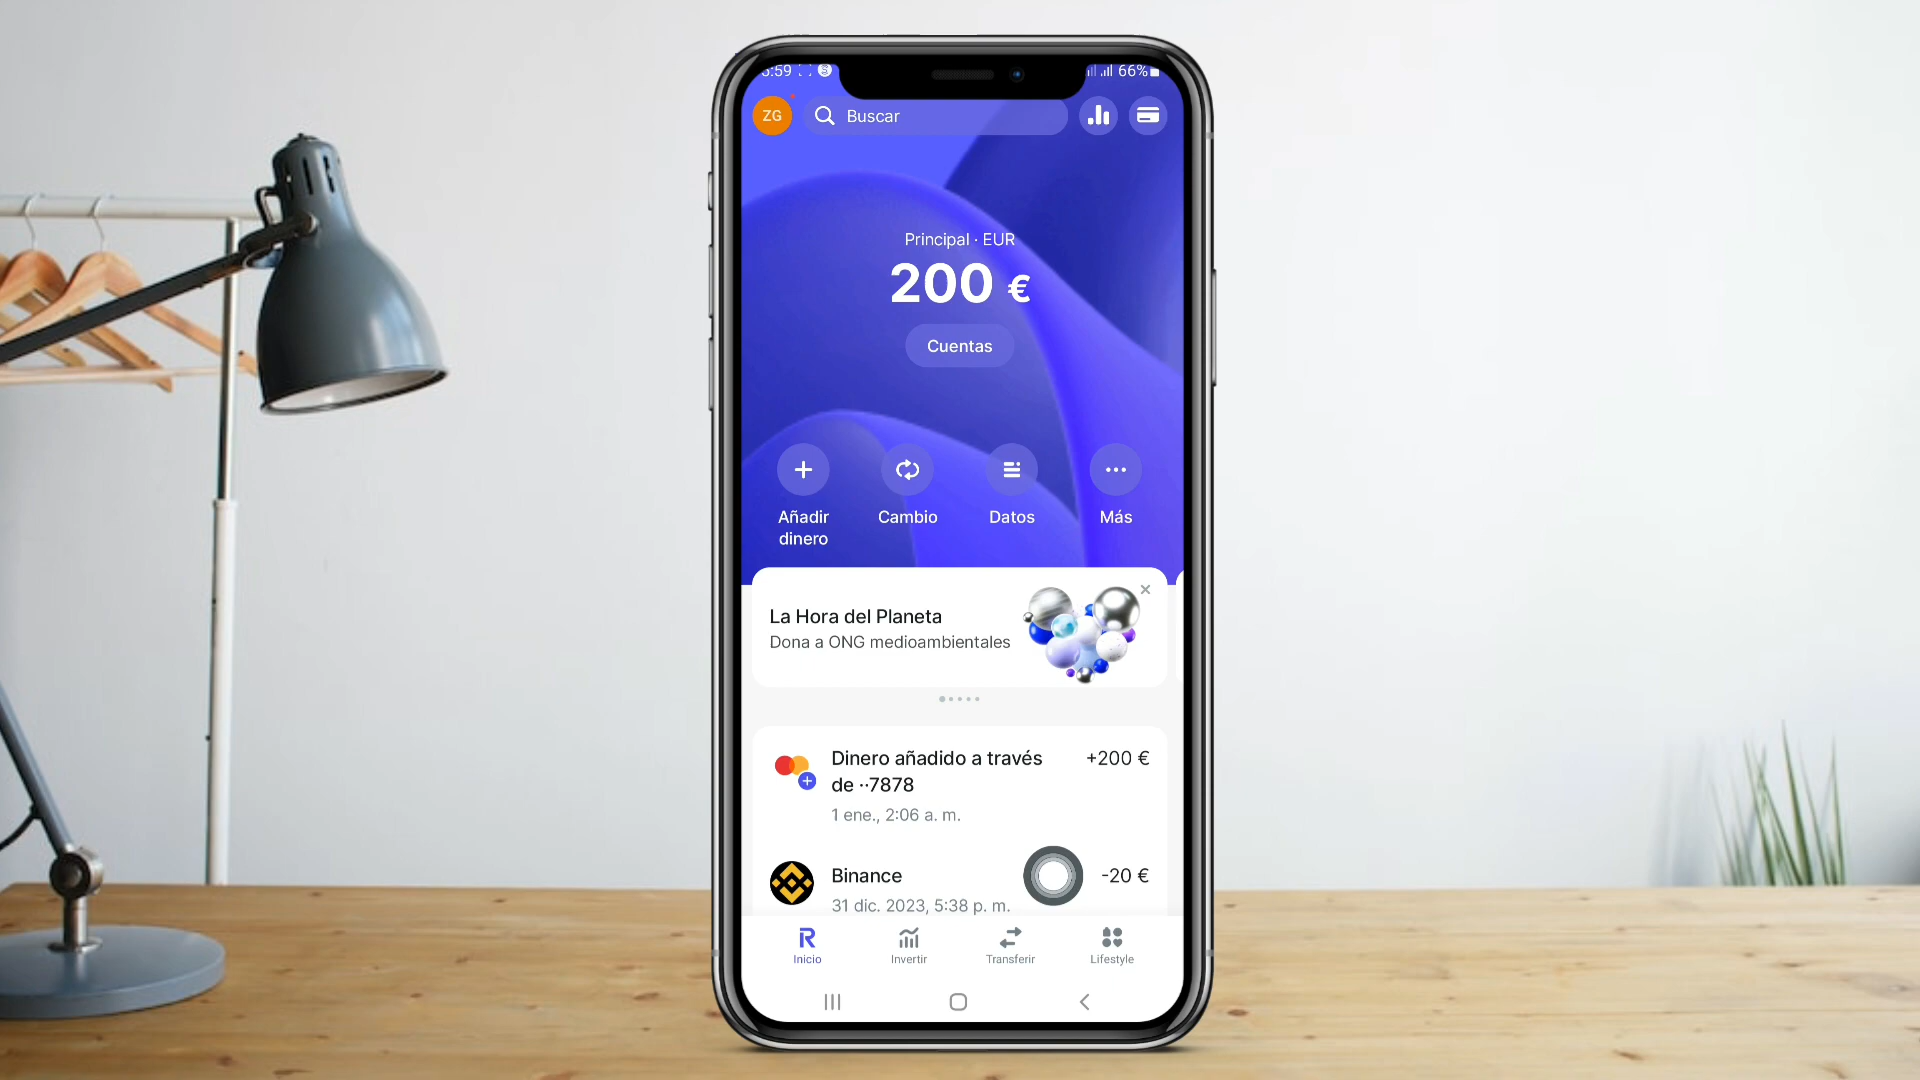 66%
ZG
Buscar
Principal · EUR
200 €
Cuentas
Añadir
dinero
Cambio
Datos
Más
La Hora del Planeta
Dona a ONG medioambientales
Dinero añadido a través
de ··7878
+200 €
1 ene., 2:06 a. m.
Binance
-20 €
31 dic. 2023, 5:38 p. m.
Inicio
Invertir
Transferir
Lifestyle